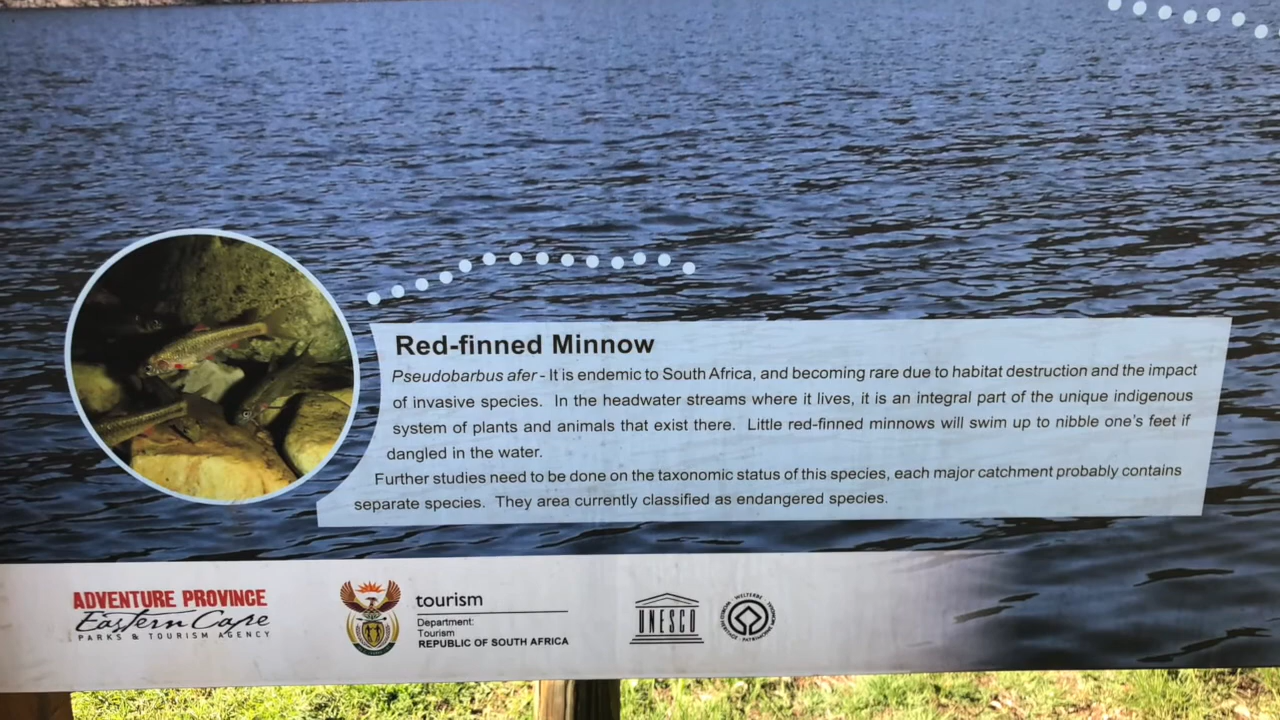 Red-finned Minnow
Pseudobarbus afer - It is endemic to South Africa, and becoming rare due to habitat destruction and the impact
of invasive species. In the headwater streams where it lives, it is an integral part of the unique indigenous
system of plants and animals that exist there. Little red-finned minnows will swim up to nibble one's feet if
dangled in the water.
Further studies need to be done on the taxonomic status of this species, each major catchment probably contains
separate species. They area currently classified as endangered species.
ADVENTURE PROVINCE
Eastern Cape
PARKS & TOURISM AGENCY
tourism
Department:
Tourism
REPUBLIC OF SOUTH AFRICA
UNESCO
WORLD HERITAGE • PATRIMOINE MONDIAL